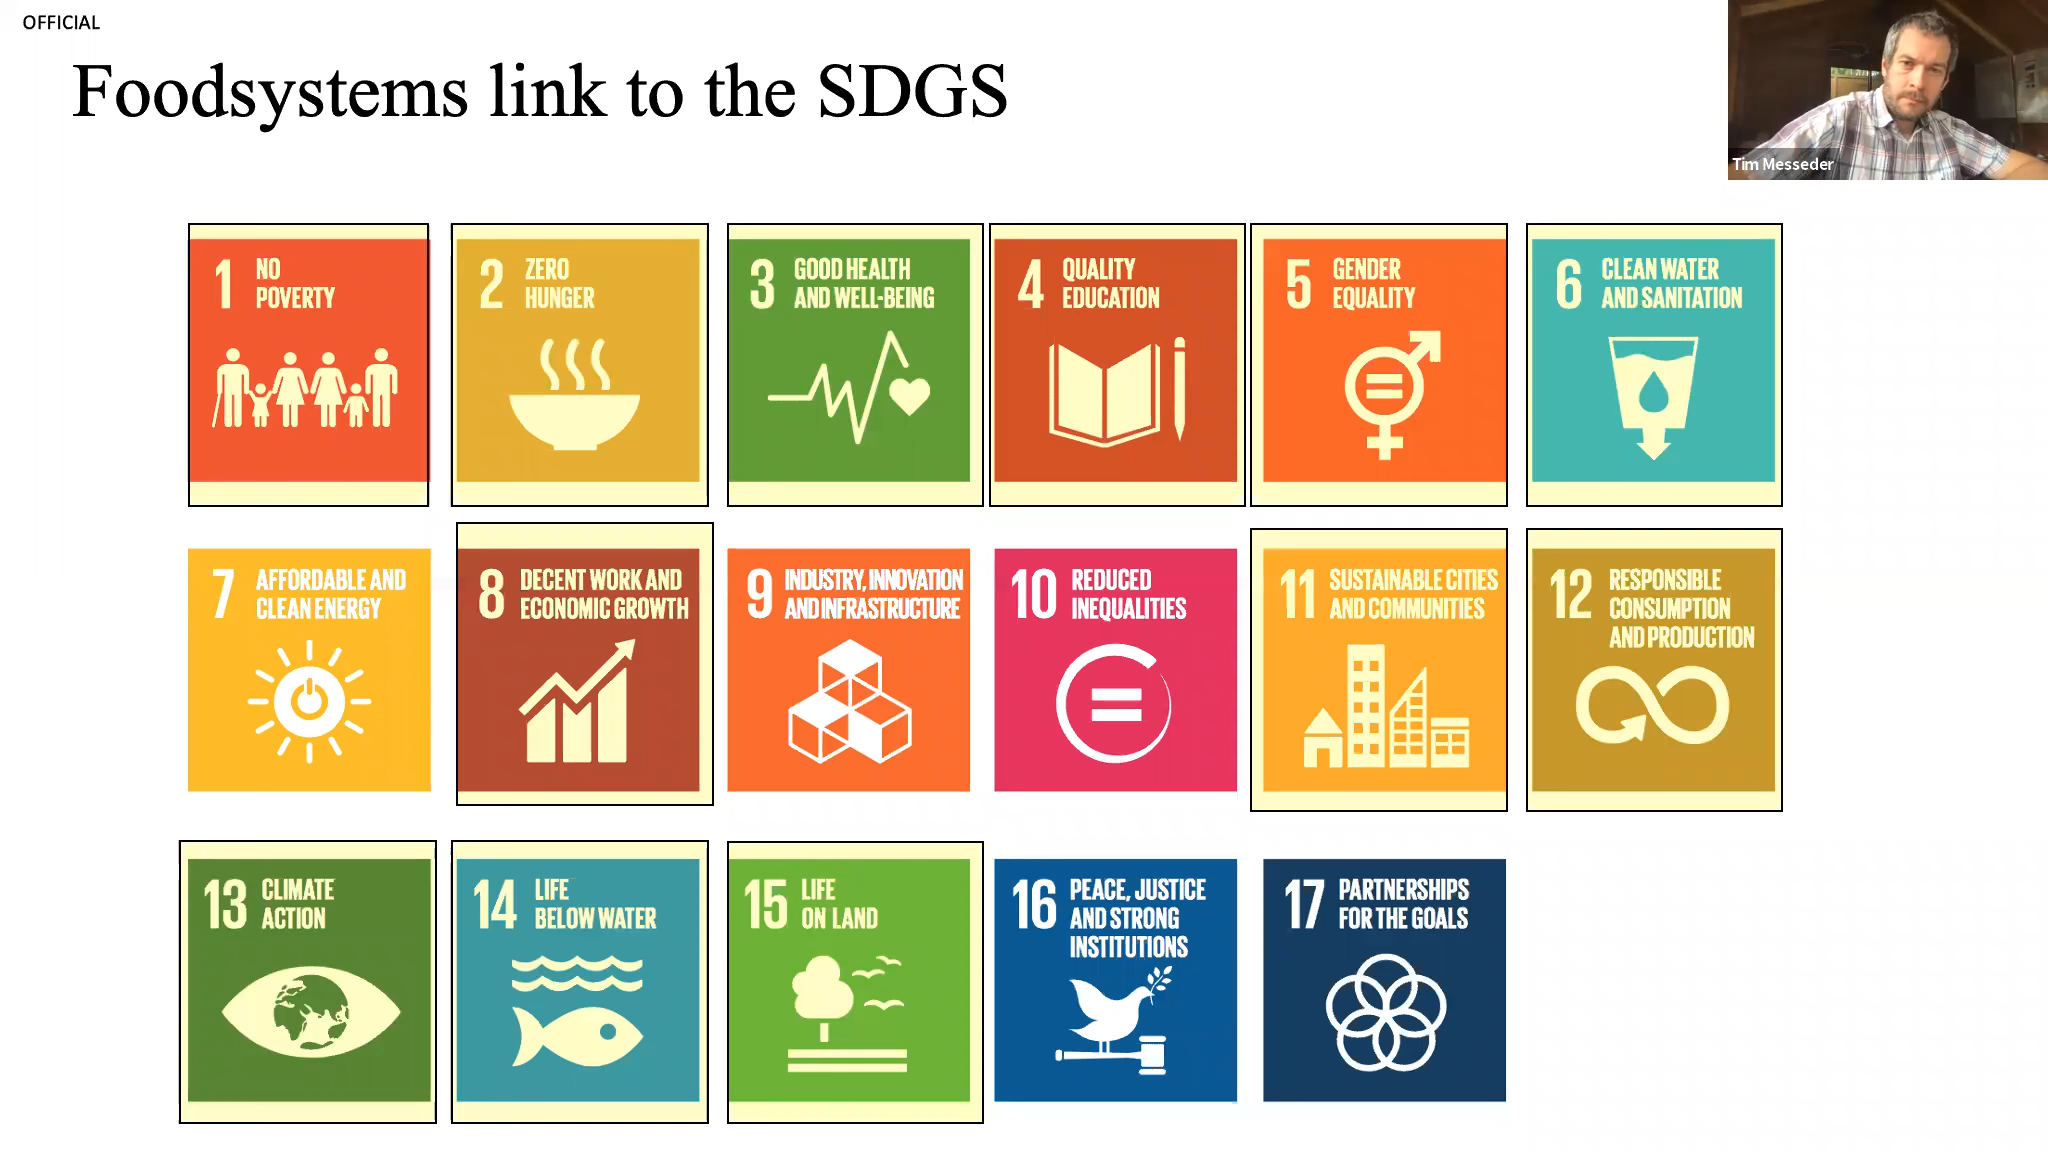 OFFICIAL
Foodsystems link to the SDGS
Tim Messeder
1 NO
POVERTY
2 ZERO
HUNGER
3 GOOD HEALTH
AND WELL-BEING
4 QUALITY
EDUCATION
5 GENDER
EQUALITY
6 CLEAN WATER
AND SANITATION
7 AFFORDABLE AND
CLEAN ENERGY
8 DECENT WORK AND
ECONOMIC GROWTH
9 INDUSTRY, INNOVATION
AND INFRASTRUCTURE
10 REDUCED
INEQUALITIES
11 SUSTAINABLE CITIES
AND COMMUNITIES
12 RESPONSIBLE
CONSUMPTION
AND PRODUCTION
13 CLIMATE
ACTION
14 LIFE
BELOW WATER
15 LIFE
ON LAND
16 PEACE, JUSTICE
AND STRONG
INSTITUTIONS
17 PARTNERSHIPS
FOR THE GOALS